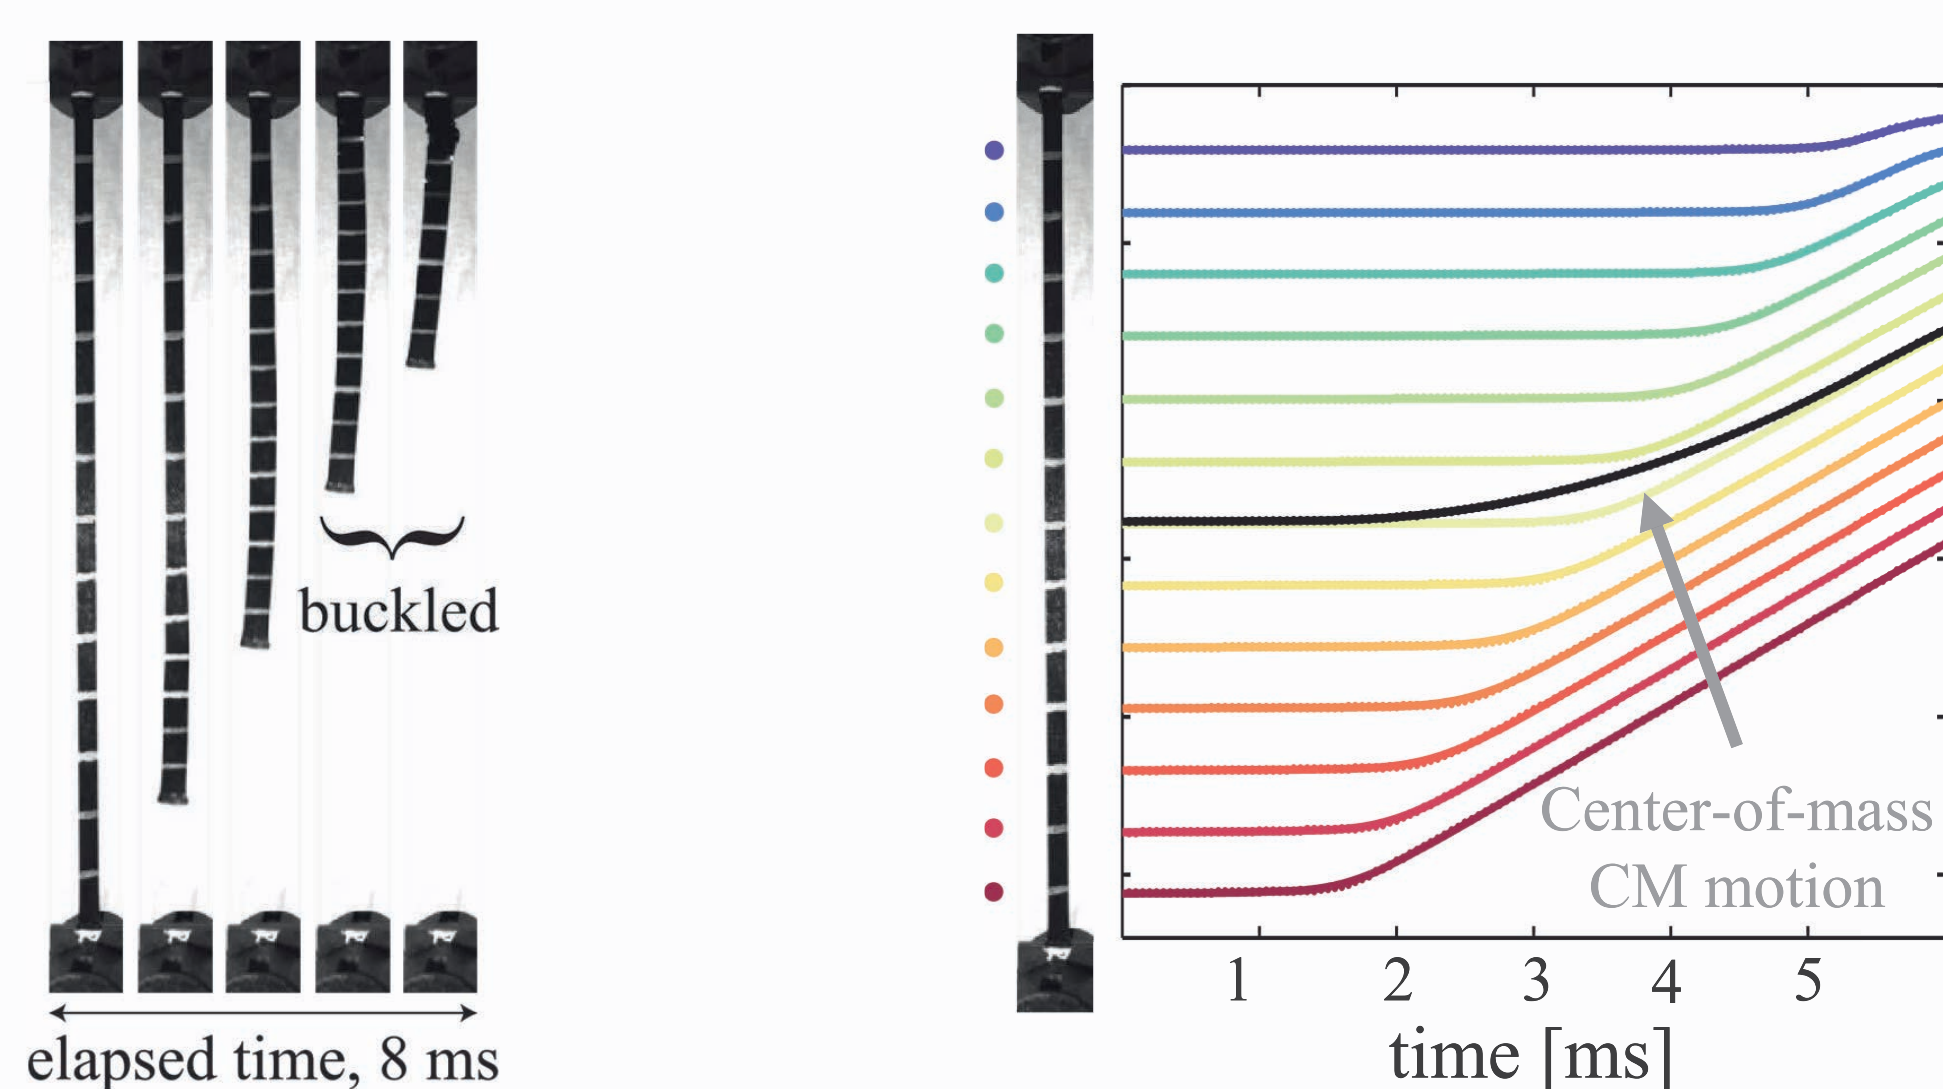 buckled
elapsed time, 8 ms
Center-of-mass
CM motion
1 2 3 4 5
time [ms]